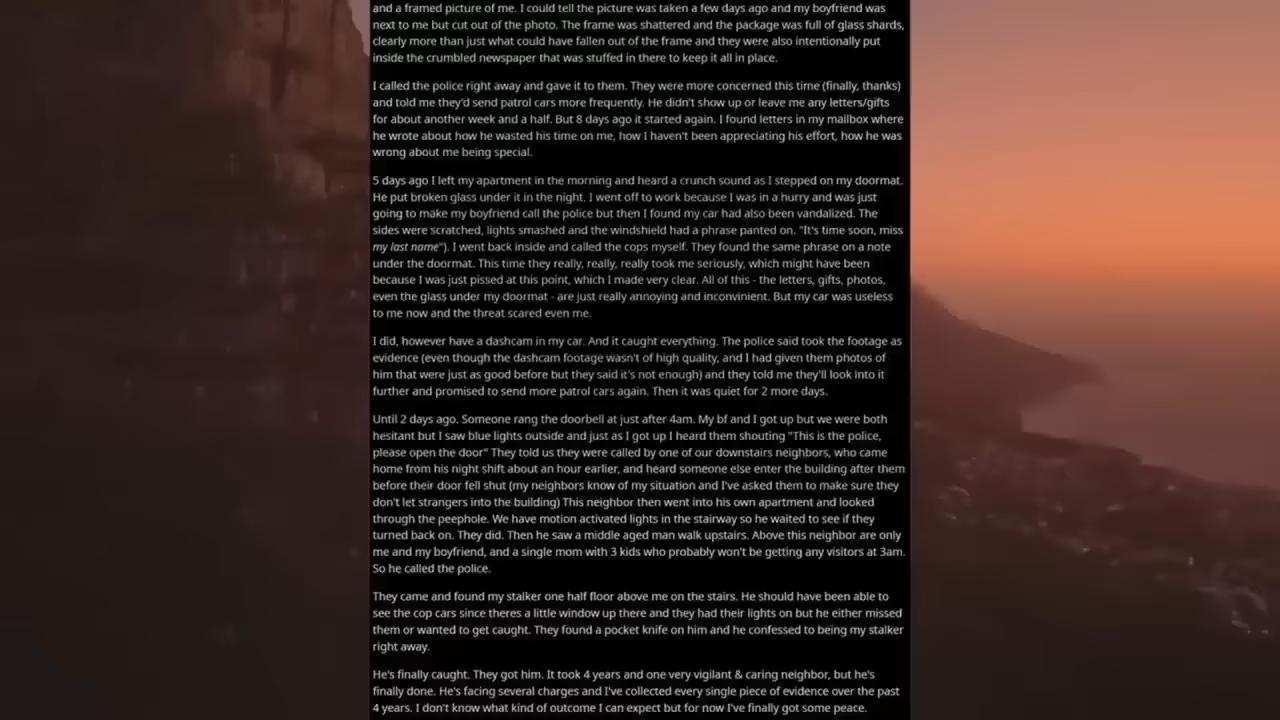 and a framed picture of me. I could tell the picture was taken a few days ago and my boyfriend was
next to me but cut out of the photo. The frame was shattered and the package was full of glass shards,
clearly more than just what could have fallen out of the frame and they were also intentionally put
inside the crumbled newspaper that was stuffed in there to keep it all in place.
I called the police right away and gave it to them. They were more concerned this time (finally, thanks)
and told me they'd send patrol cars more frequently. He didn't show up or leave me any letters/gifts
for about another week and a half. But 8 days ago it started again. I found letters in my mailbox where
he wrote about how he wasted his time on me, how I haven't been appreciating his effort, how he was
wrong about me being special.
5 days ago I left my apartment in the morning and heard a crunch sound as I stepped on my doormat.
He put broken glass under it in the night. I went off to work because I was in a hurry and was just
going to make my boyfriend call the police but then I found my car had also been vandalized. The
sides were scratched, lights smashed and the windshield had a phrase panted on. "It's time soon, miss
my last name"). I went back inside and called the cops myself. They found the same phrase on a note
under the doormat. This time they really, really, really took me seriously, which might have been
because I was just pissed at this point, which I made very clear. All of this - the letters, gifts, photos,
even the glass under my doormat - are just really annoying and inconvinient. But my car was useless
to me now and the threat scared even me.
I did, however have a dashcam in my car. And it caught everything. The police said took the footage as
evidence (even though the dashcam footage wasn't of high quality, and I had given them photos of
him that were just as good before but they said it's not enough) and they told me they'll look into it
further and promised to send more patrol cars again. Then it was quiet for 2 more days.
Until 2 days ago. Someone rang the doorbell at just after 4am. My bf and I got up but we were both
hesitant but I saw blue lights outside and just as I got up I heard them shouting "This is the police,
please open the door" They told us they were called by one of our downstairs neighbors, who came
home from his night shift about an hour earlier, and heard someone else enter the building after them
before their door fell shut (my neighbors know of my situation and I've asked them to make sure they
don't let strangers into the building) This neighbor then went into his own apartment and looked
through the peephole. We have motion activated lights in the stairway so he waited to see if they
turned back on. They did. Then he saw a middle aged man walk upstairs. Above this neighbor are only
me and my boyfriend, and a single mom with 3 kids who probably won't be getting any visitors at 3am.
So he called the police.
They came and found my stalker one half floor above me on the stairs. He should have been able to
see the cop cars since theres a little window up there and they had their lights on but he either missed
them or wanted to get caught. They found a pocket knife on him and he confessed to being my stalker
right away.
He's finally caught. They got him. It took 4 years and one very vigilant & caring neighbor, but he's
finally done. He's facing several charges and I've collected every single piece of evidence over the past
4 years. I don't know what kind of outcome I can expect but for now I've finally got some peace.